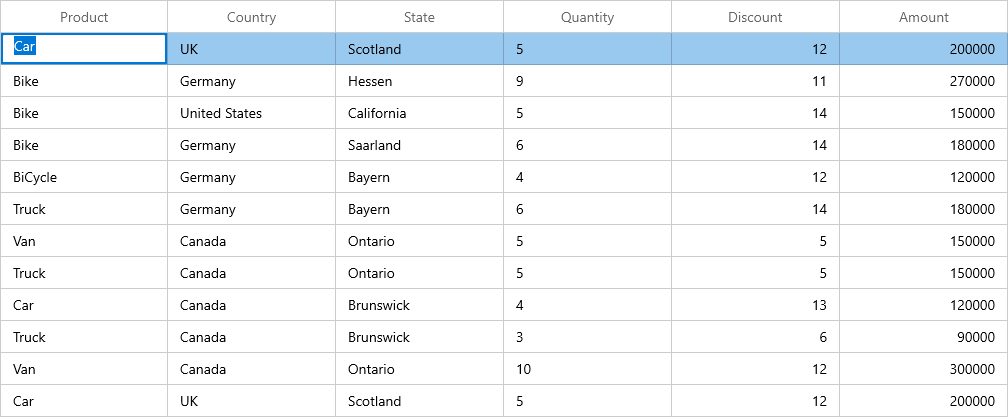 Product Country State Quantity Discount Amount
Car UK Scotland 5 12 200000
Bike Germany Hessen 9 11 270000
Bike United States California 5 14 150000
Bike Germany Saarland 6 14 180000
BiCycle Germany Bayern 4 12 120000
Truck Germany Bayern 6 14 180000
Van Canada Ontario 5 5 150000
Truck Canada Ontario 5 5 150000
Car Canada Brunswick 4 13 120000
Truck Canada Brunswick 3 6 90000
Van Canada Ontario 10 12 300000
Car UK Scotland 5 12 200000